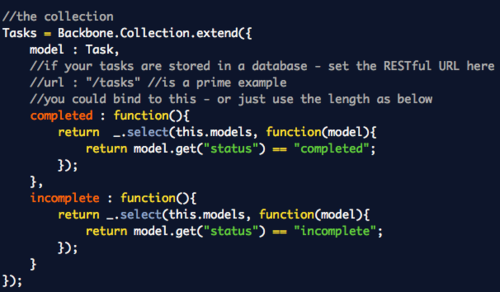 //the collection
Tasks = Backbone.Collection.extend({
    model : Task,
    //if your tasks are stored in a database - set the RESTful URL here
    //url : "/tasks" //is a prime example
    //you could bind to this - or just use the length as below
    completed : function(){
        return  _.select(this.models, function(model){
            return model.get("status") == "completed";
        });
    },
    incomplete : function(){
        return _.select(this.models, function(model){
            return model.get("status") == "incomplete";
        });
    }
});